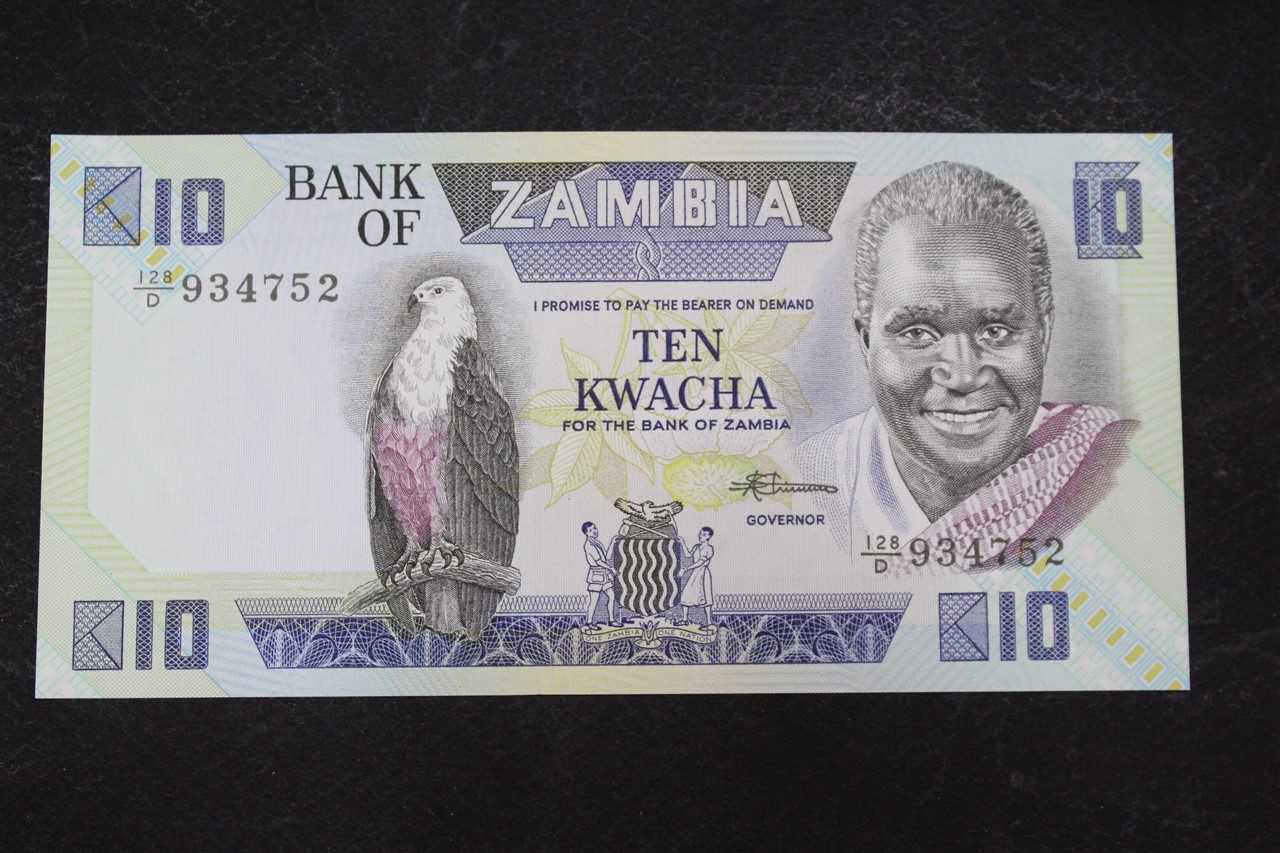 10
BANK
OF
ZAMBIA
10
128/D 934752
I PROMISE TO PAY THE BEARER ON DEMAND
TEN
KWACHA
FOR THE BANK OF ZAMBIA
GOVERNOR
128/D 934752
10
ONE ZAMBIA ONE NATION
10